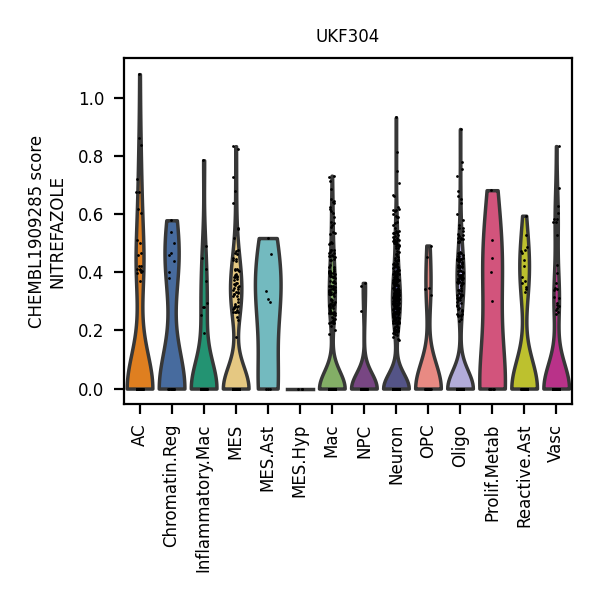 UKF304
CHEMBL1909285 score
NITREFAZOLE
1.0
0.8
0.6
0.4
0.2
0.0
AC
Chromatin.Reg
Inflammatory.Mac
MES
MES.Ast
MES.Hyp
Mac
NPC
Neuron
OPC
Oligo
Prolif.Metab
Reactive.Ast
Vasc